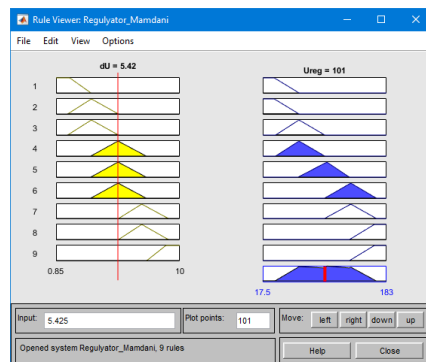 Rule Viewer: Regulyator_Mamdani
File Edit View Options
dU = 5.42
Ureg = 101
1
2
3
4
5
6
7
8
9
0.85 10
17.5 183
Input: 5.425 Plot points: 101 Move: left right down up
Opened system Regulyator_Mamdani, 9 rules
Help Close